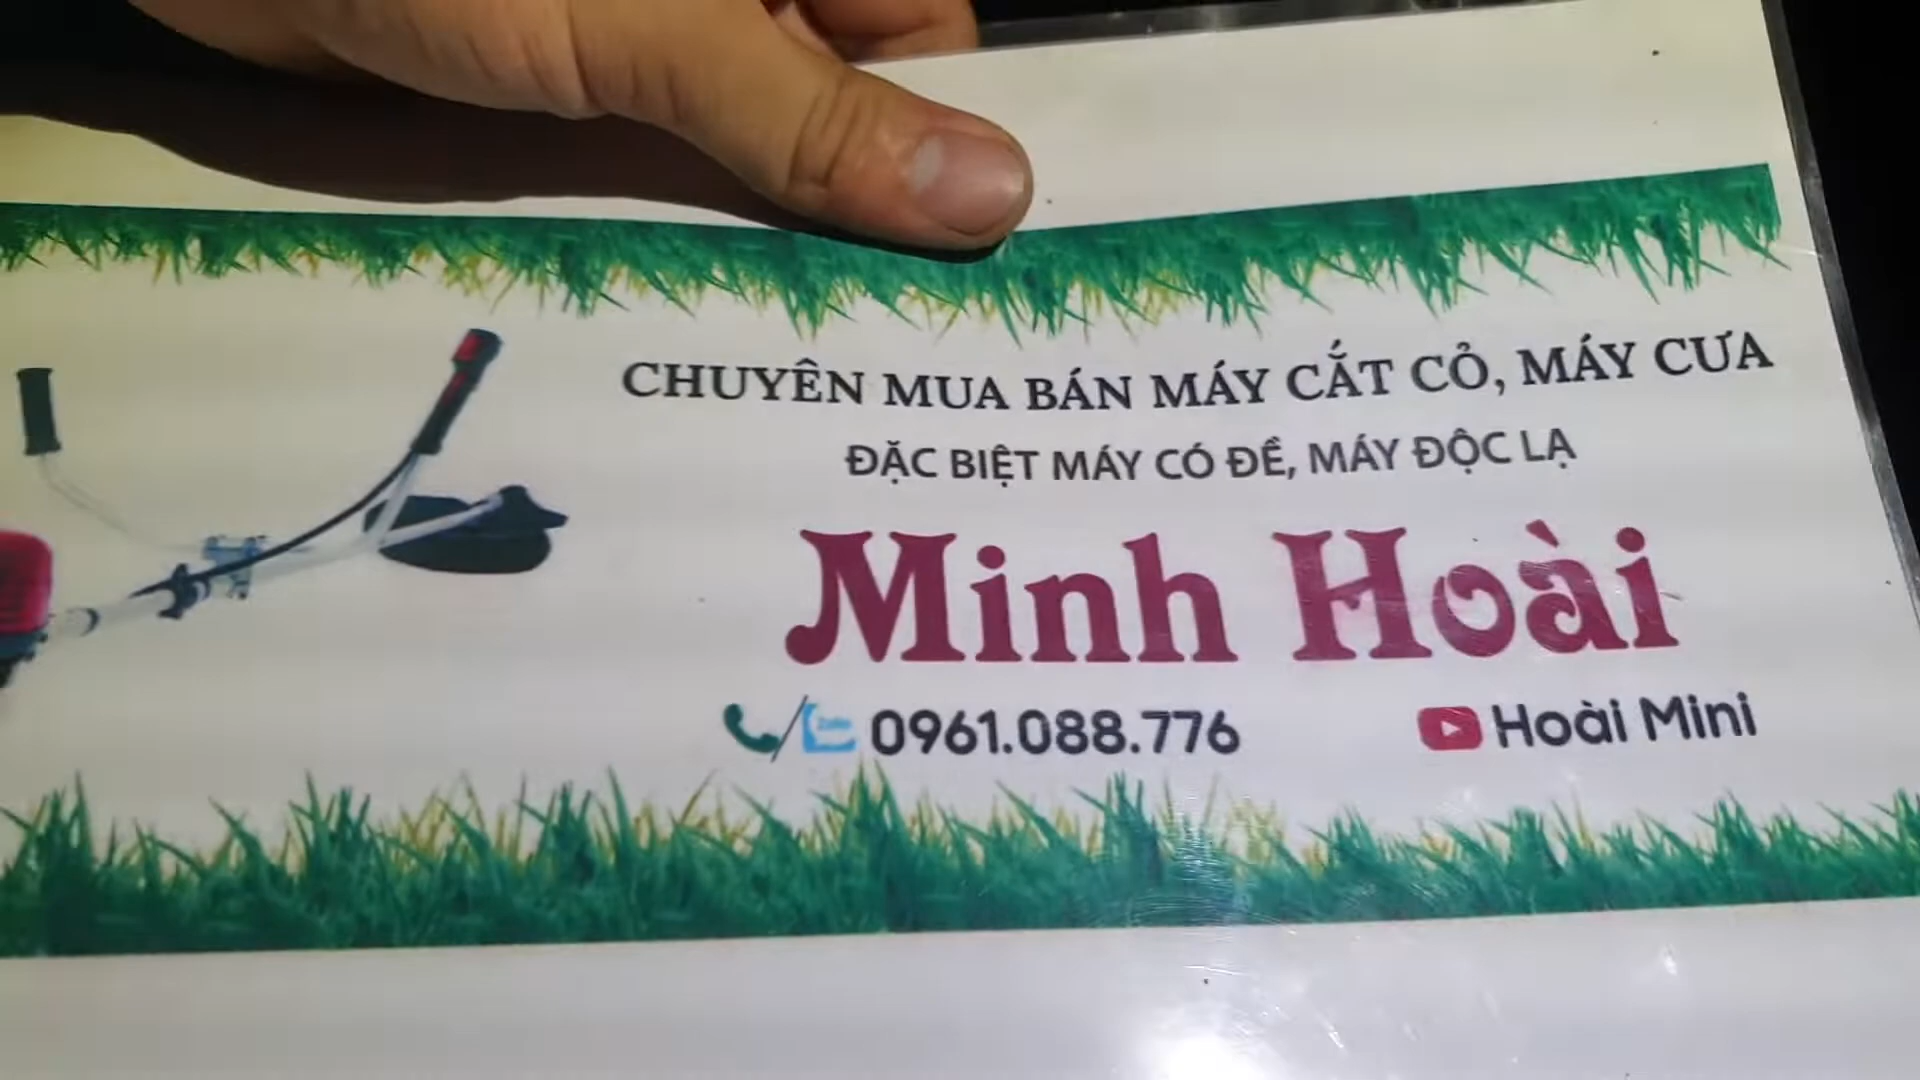 CHUYÊN MUA BÁN MÁY CẮT CỎ, MÁY CƯA
ĐẶC BIỆT MÁY CÓ ĐỀ, MÁY ĐỘC LẠ
Minh Hoài
0961.088.776 Hoài Mini